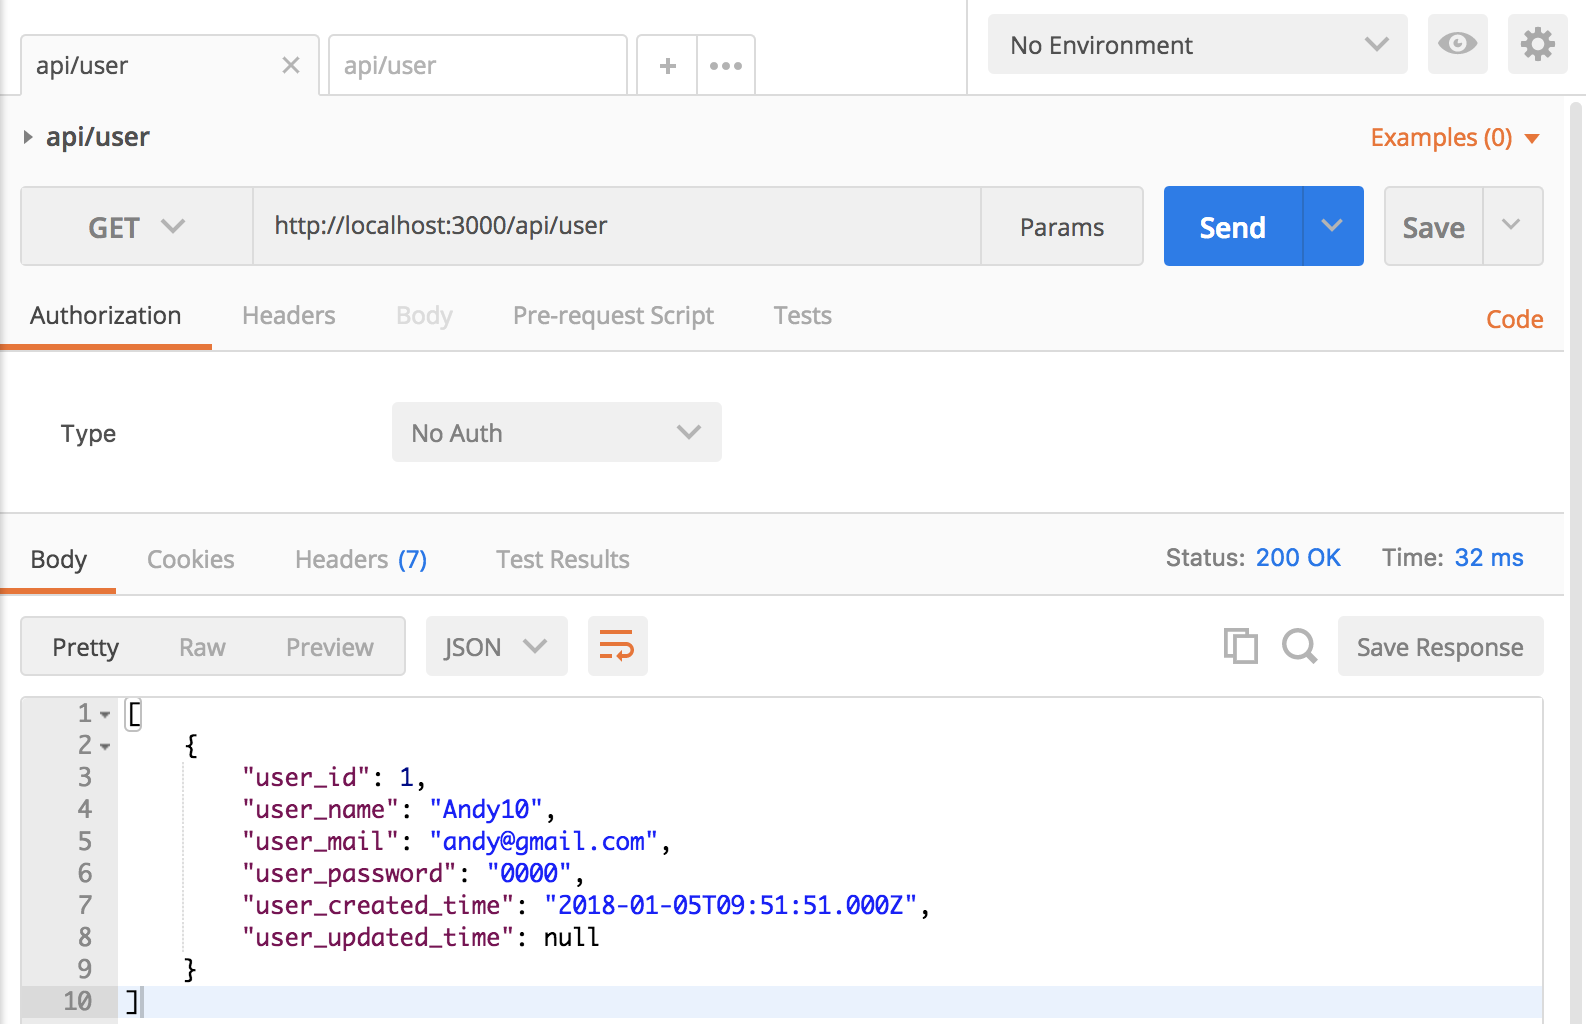 api/user
api/user
No Environment
api/user
Examples (0)
GET
http://localhost:3000/api/user
Params
Send
Save
Authorization
Headers
Body
Pre-request Script
Tests
Code
Type
No Auth
Body
Cookies
Headers (7)
Test Results
Status: 200 OK
Time: 32 ms
Pretty
Raw
Preview
JSON
Save Response
1 [
2 {
3 "user_id": 1,
4 "user_name": "Andy10",
5 "user_mail": "andy@gmail.com",
6 "user_password": "0000",
7 "user_created_time": "2018-01-05T09:51:51.000Z",
8 "user_updated_time": null
9 }
10 ]